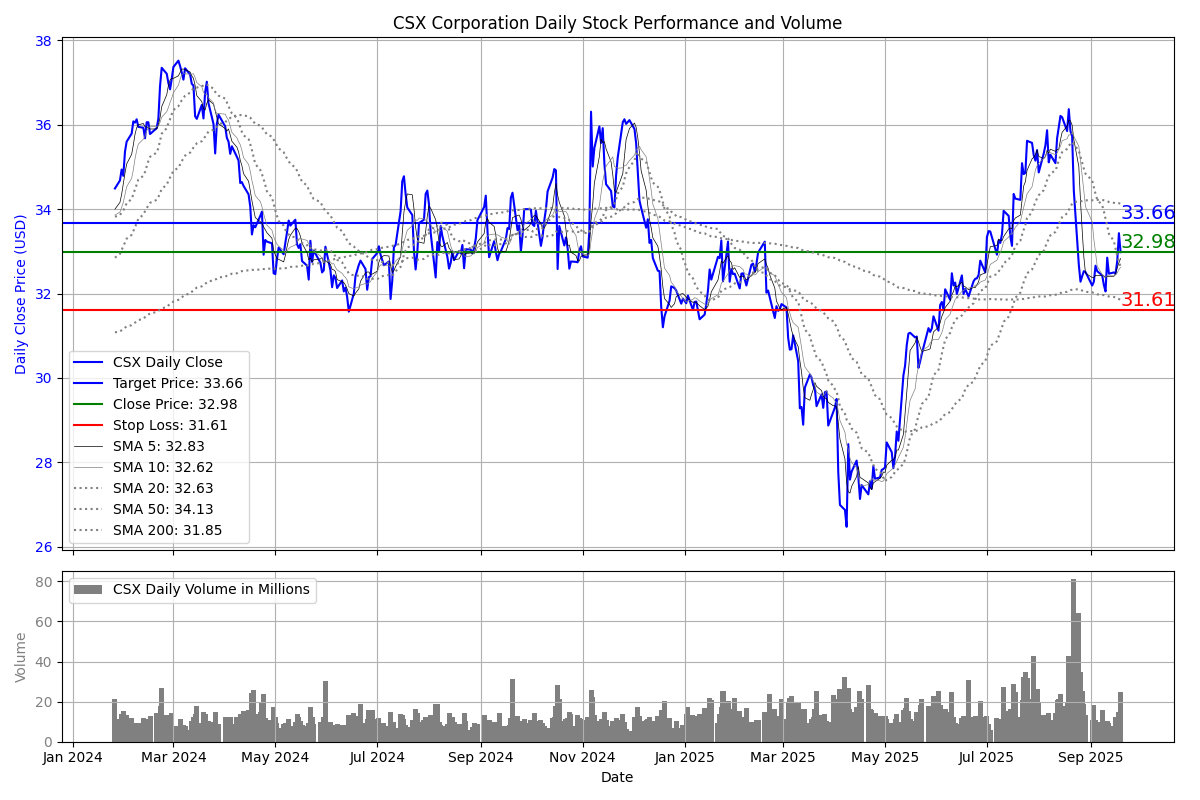 CSX Corporation Daily Stock Performance and Volume
38
36
34
32
30
28
26
Daily Close Price (USD)
33.66
32.98
31.61
CSX Daily Close
Target Price: 33.66
Close Price: 32.98
Stop Loss: 31.61
SMA 5: 32.83
SMA 10: 32.62
SMA 20: 32.63
SMA 50: 34.13
SMA 200: 31.85
80
60
40
20
0
Volume
CSX Daily Volume in Millions
Jan 2024 Mar 2024 May 2024 Jul 2024 Sep 2024 Nov 2024 Jan 2025 Mar 2025 May 2025 Jul 2025 Sep 2025
Date